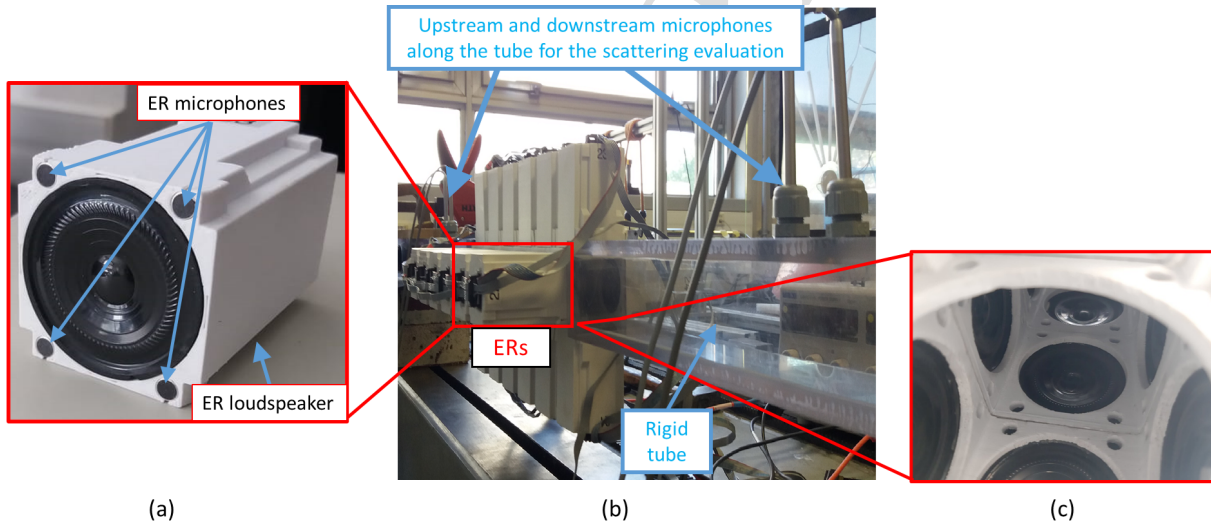 Upstream and downstream microphones
along the tube for the scattering evaluation
ER microphones
ERs
ER loudspeaker
Rigid
tube
(a)
(b)
(c)